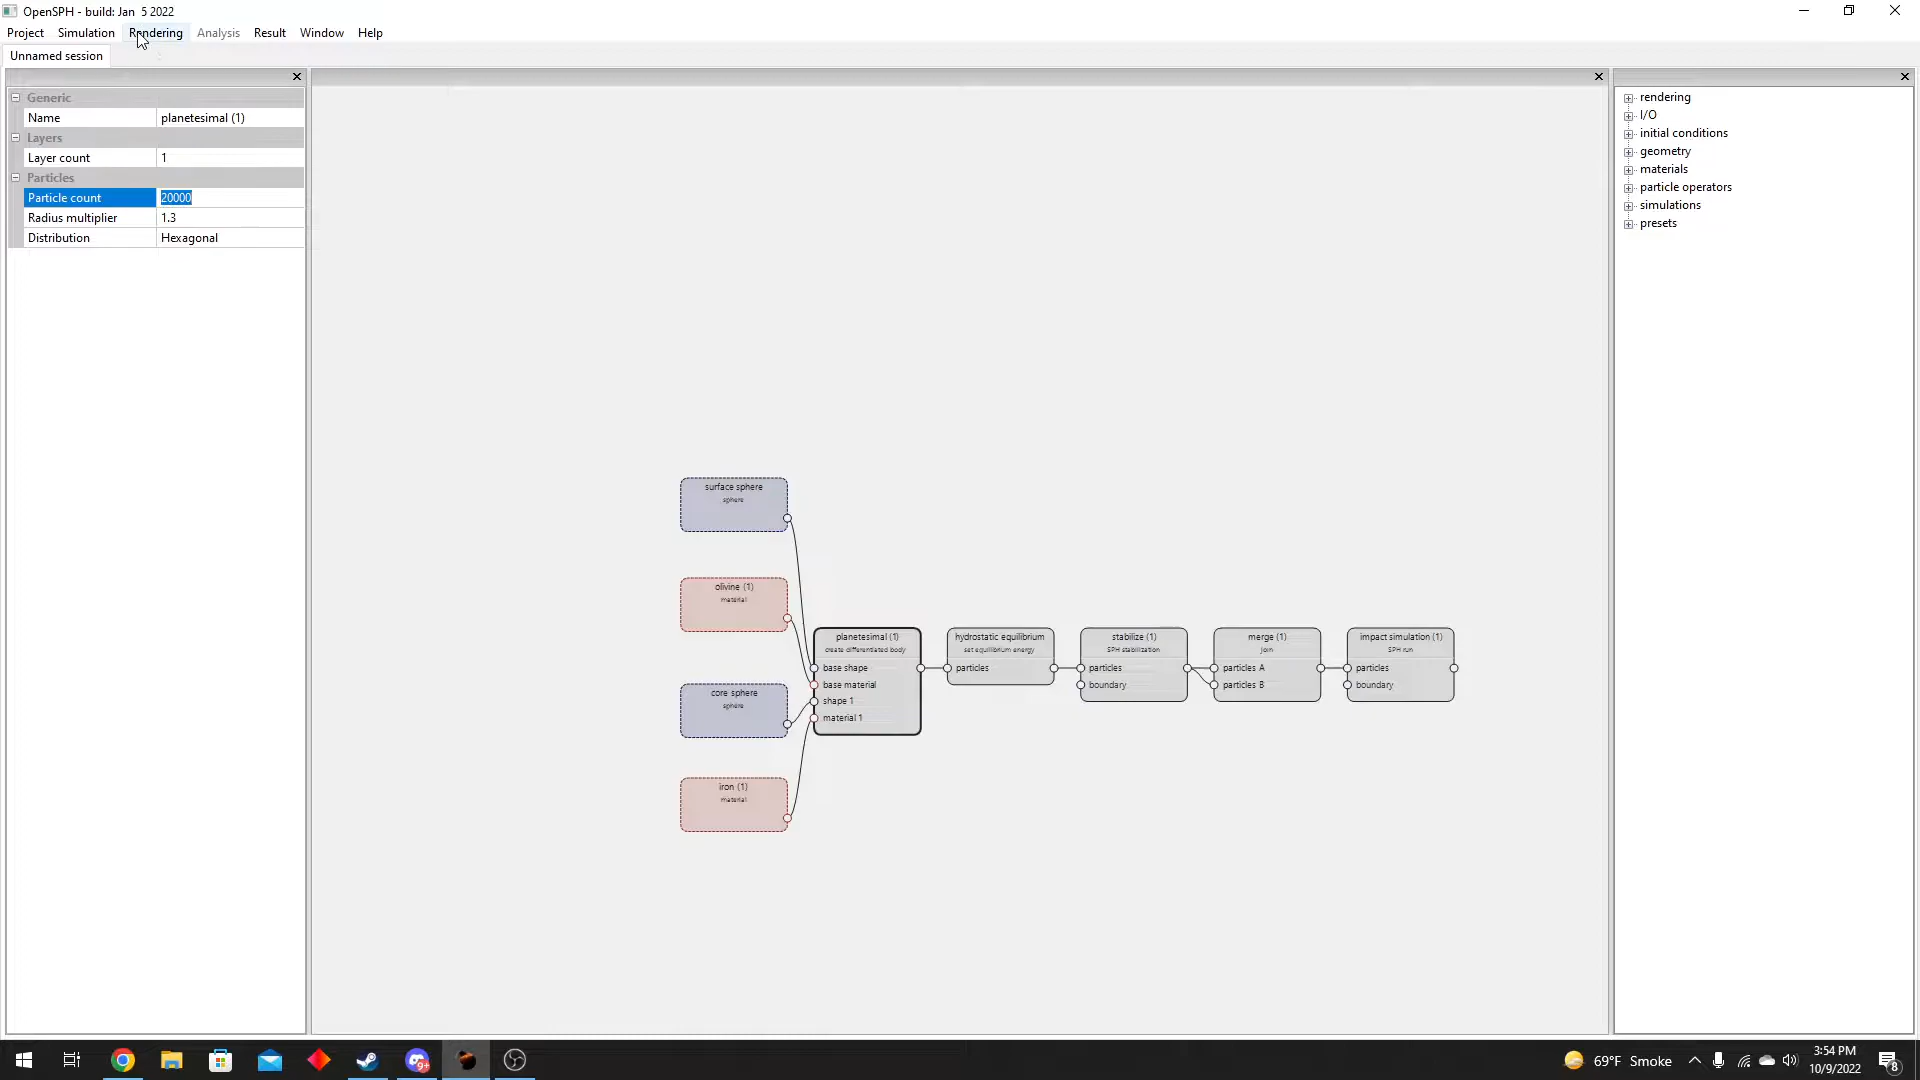 OpenSPH - build: Jan  5 2022
Project
Simulation
Rendering
Analysis
Result
Window
Help
Unnamed session
Generic
Name
planetesimal (1)
Layers
Layer count
1
Particles
Particle count
20000
Radius multiplier
1.3
Distribution
Hexagonal
surface sphere
sphere
olivine (1)
material
core sphere
sphere
iron (1)
material
planetesimal (1)
create differentiated body
base shape
base material
shape 1
material 1
hydrostatic equilibrium
set equilibrium energy
particles
stabilize (1)
SPH stabilization
particles
boundary
merge (1)
join
particles A
particles B
impact simulation (1)
SPH run
particles
boundary
rendering
I/O
initial conditions
geometry
materials
particle operators
simulations
presets
9+
69°F Smoke
3:54 PM
10/9/2022
8